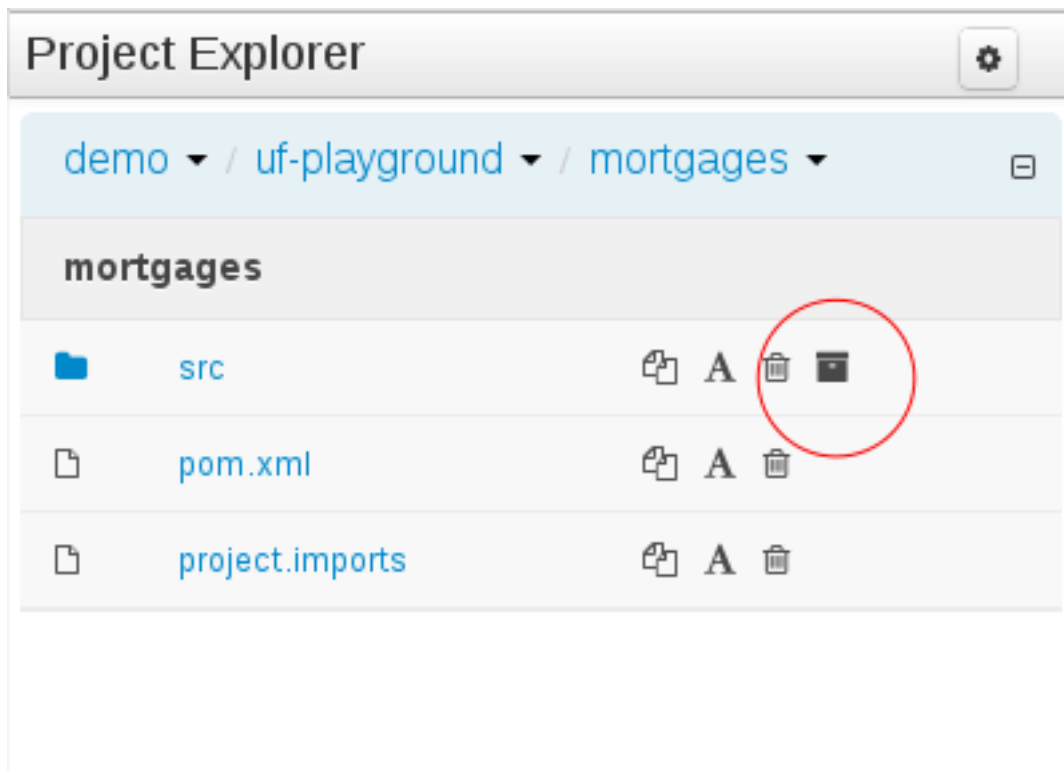 Project Explorer
demo / uf-playground / mortgages
mortgages
src
pom.xml
project.imports